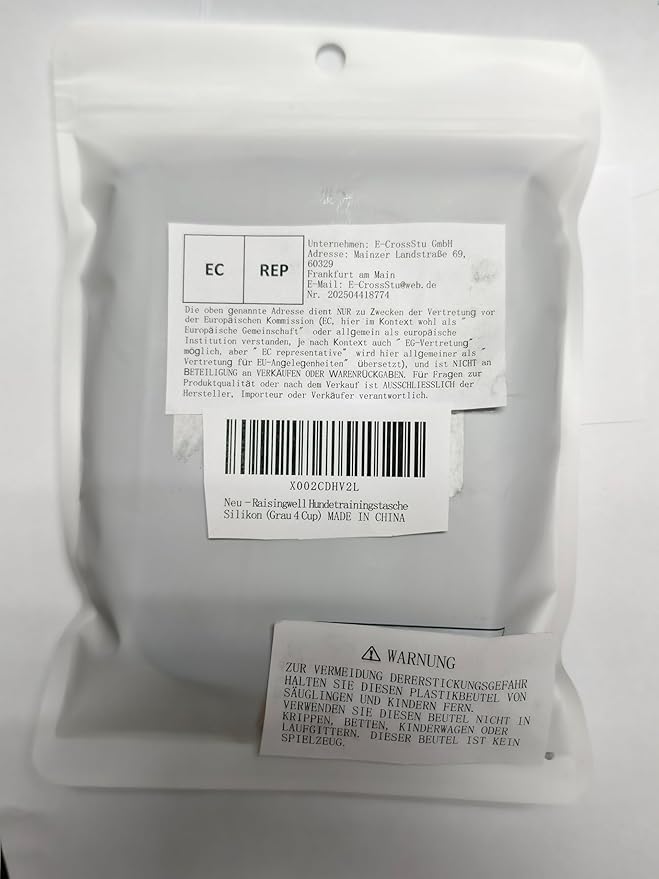 EC REP
Unternehmen: E-CrossStu GmbH
Adresse: Mainzer Landstraße 69,
60329
Frankfurt am Main
E-Mail: E-CrossStu@web.de
Nr. 202504418774
Die oben genannte Adresse dient NUR zu Zwecken der Vertretung vor
der Europäischen Kommission (EC, hier im Kontext wohl als "
Europäische Gemeinschaft" oder allgemein als europäische
Institution verstanden, je nach Kontext auch " EG-Vertretung"
möglich, aber " EC representative" wird hier allgemeiner als "
Vertretung für EU-Angelegenheiten" übersetzt), und ist NICHT an
BETEILIGUNG an VERKÄUFEN ODER WARENRÜCKGABEN. Für Fragen zur
Produktqualität oder nach dem Verkauf ist AUSSCHLIESSLICH der
Hersteller, Importeur oder Verkäufer verantwortlich.
X002CDHV2L
Neu - Raisingwell Hundetrainingstasche
Silikon (Grau 4 Cup) MADE IN CHINA
WARNUNG
ZUR VERMEIDUNG DERERSTICKUNGSGEFAHR
HALTEN SIE DIESEN PLASTIKBEUTEL VON
SÄUGLINGEN UND KINDERN FERN.
VERWENDEN SIE DIESEN BEUTEL NICHT IN
KRIPPEN, BETTEN, KINDERWAGEN ODER
LAUFGITTERN. DIESER BEUTEL IST KEIN
SPIELZEUG.